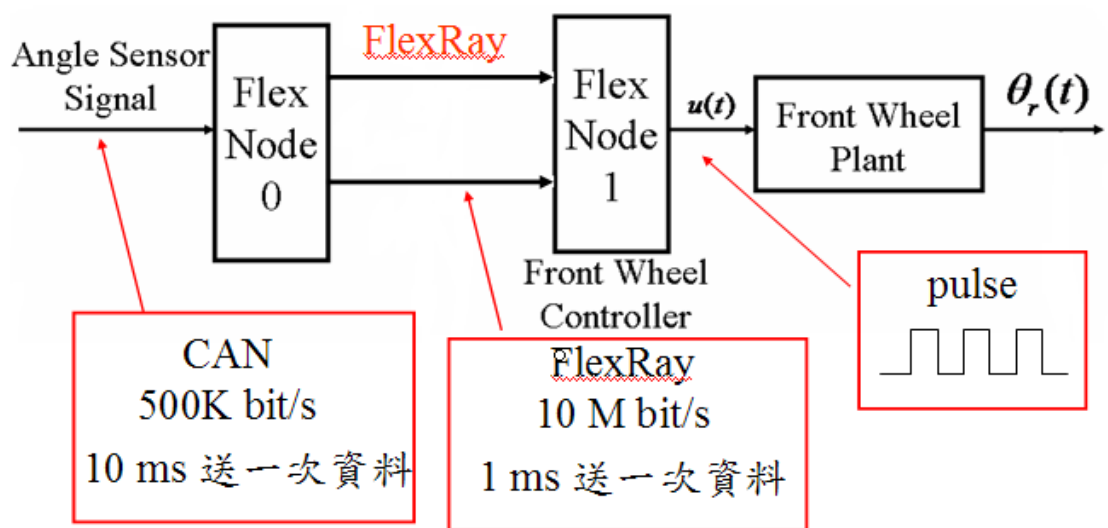 Angle Sensor
Signal
Flex
Node
0
FlexRay
Flex
Node
1
u(t)
Front Wheel
Plant
θr(t)
Front Wheel
Controller
CAN
500K bit/s
10 ms 送一次資料
FlexRay
10 M bit/s
1 ms 送一次資料
pulse